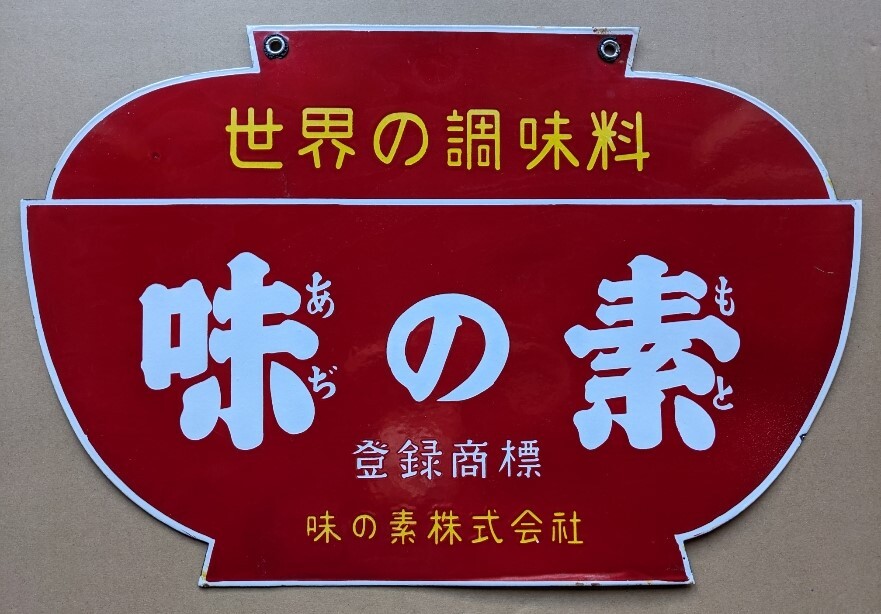 世界の調味料
味の素
あぢ もと
登録商標
味の素株式会社